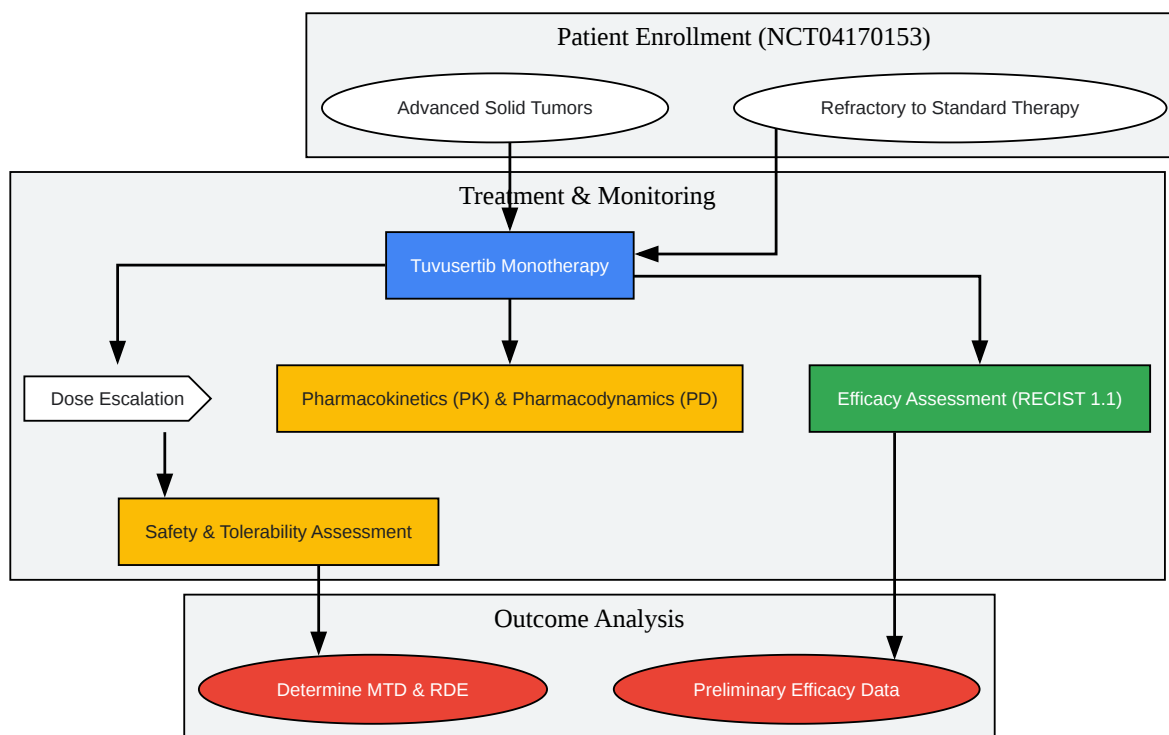 Patient Enrollment (NCT04170153)
Advanced Solid Tumors
Refractory to Standard Therapy
Treatment & Monitoring
Tuvusertib Monotherapy
Dose Escalation
Pharmacokinetics (PK) & Pharmacodynamics (PD)
Efficacy Assessment (RECIST 1.1)
Safety & Tolerability Assessment
Outcome Analysis
Determine MTD & RDE
Preliminary Efficacy Data